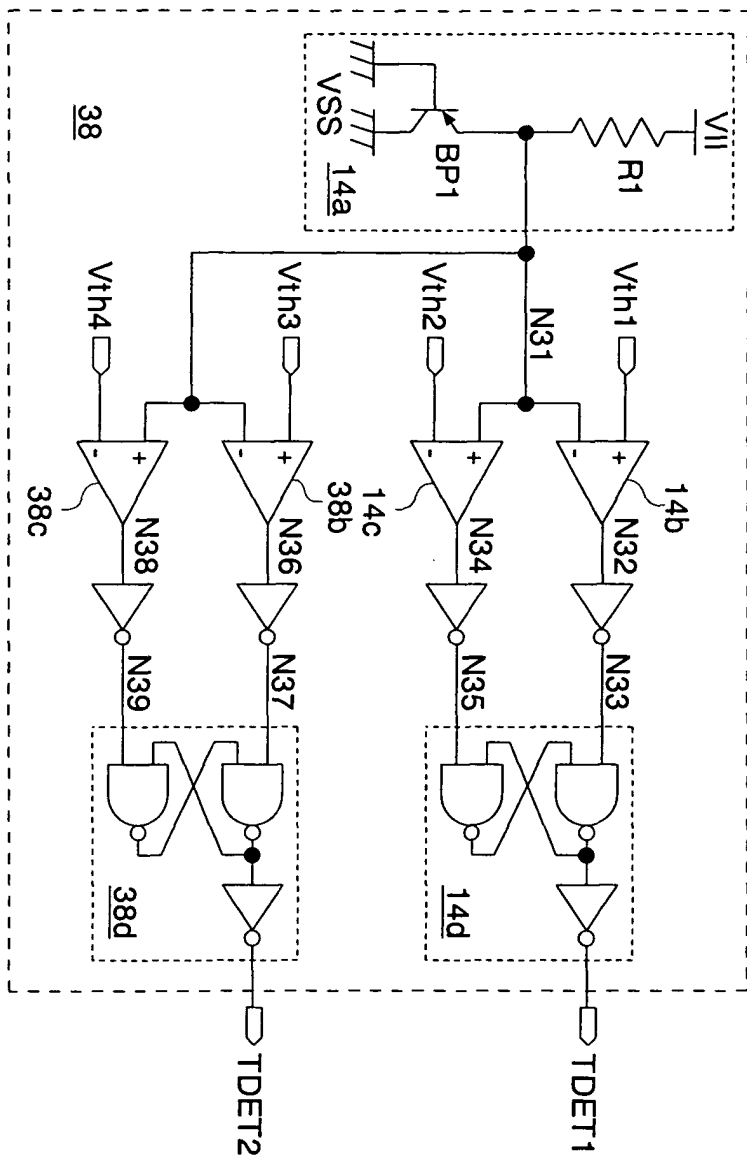 38
VII
R1
BP1
VSS
14a
N31
Vth1
Vth2
Vth3
Vth4
+
-
14b
N32
N33
+
-
14c
N34
N35
14d
TDET1
+
-
38b
N36
N37
+
-
38c
N38
N39
38d
TDET2